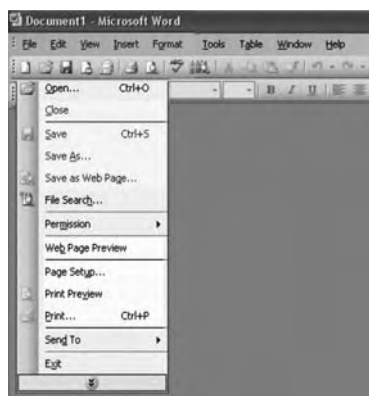 Document1 - Microsoft Word
File Edit View Insert Format Tools Table Window Help
B I U
Open... Ctrl+O
Close
Save Ctrl+S
Save As...
Save as Web Page...
File Search...
Permission
Web Page Preview
Page Setup...
Print Preview
Print... Ctrl+P
Send To
Exit